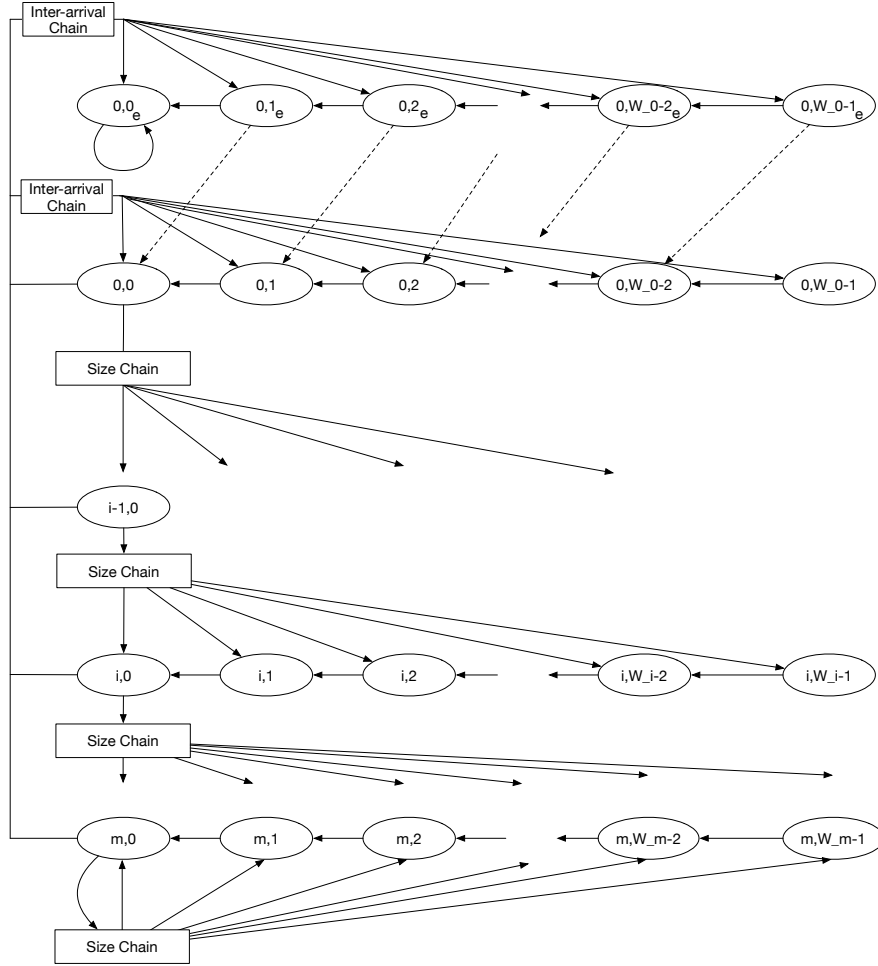 Inter-arrival
Chain
0,0e
0,1e
0,2e
0,W_0-2e
0,W_0-1e
Inter-arrival
Chain
0,0
0,1
0,2
0,W_0-2
0,W_0-1
Size Chain
i-1,0
Size Chain
i,0
i,1
i,2
i,W_i-2
i,W_i-1
Size Chain
m,0
m,1
m,2
m,W_m-2
m,W_m-1
Size Chain